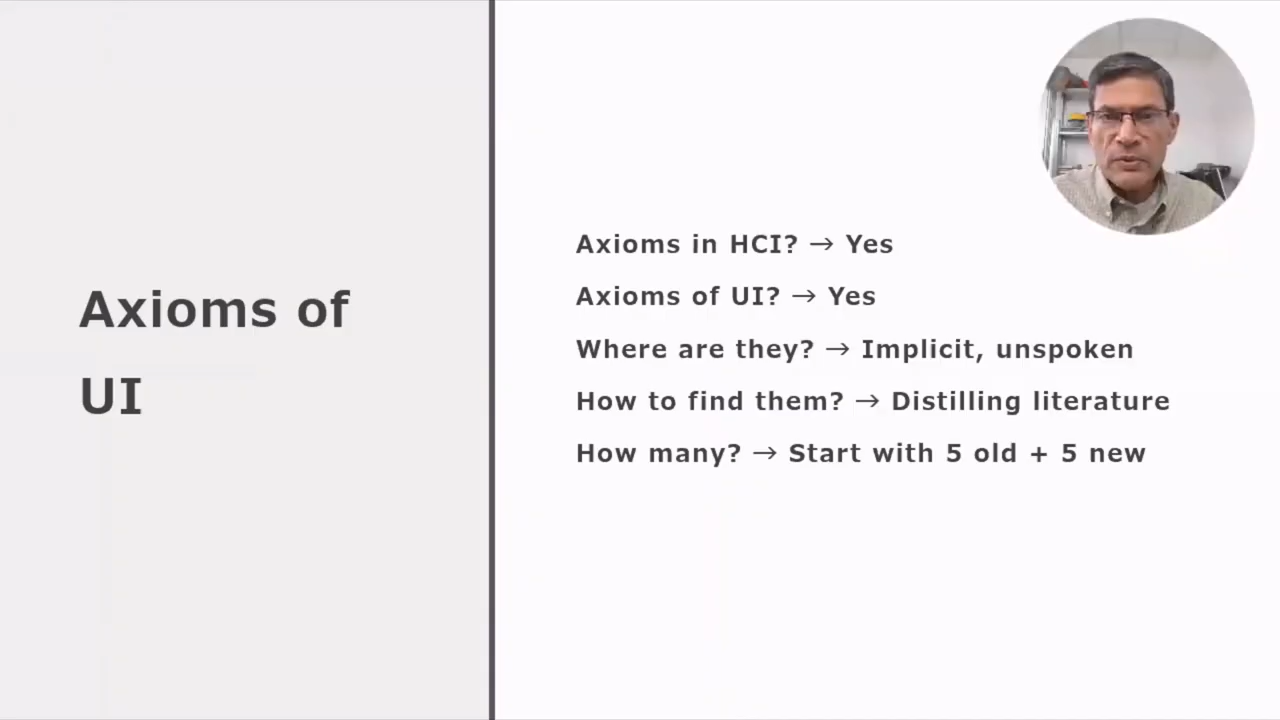 Axioms of
UI
Axioms in HCI? → Yes
Axioms of UI? → Yes
Where are they? → Implicit, unspoken
How to find them? → Distilling literature
How many? → Start with 5 old + 5 new